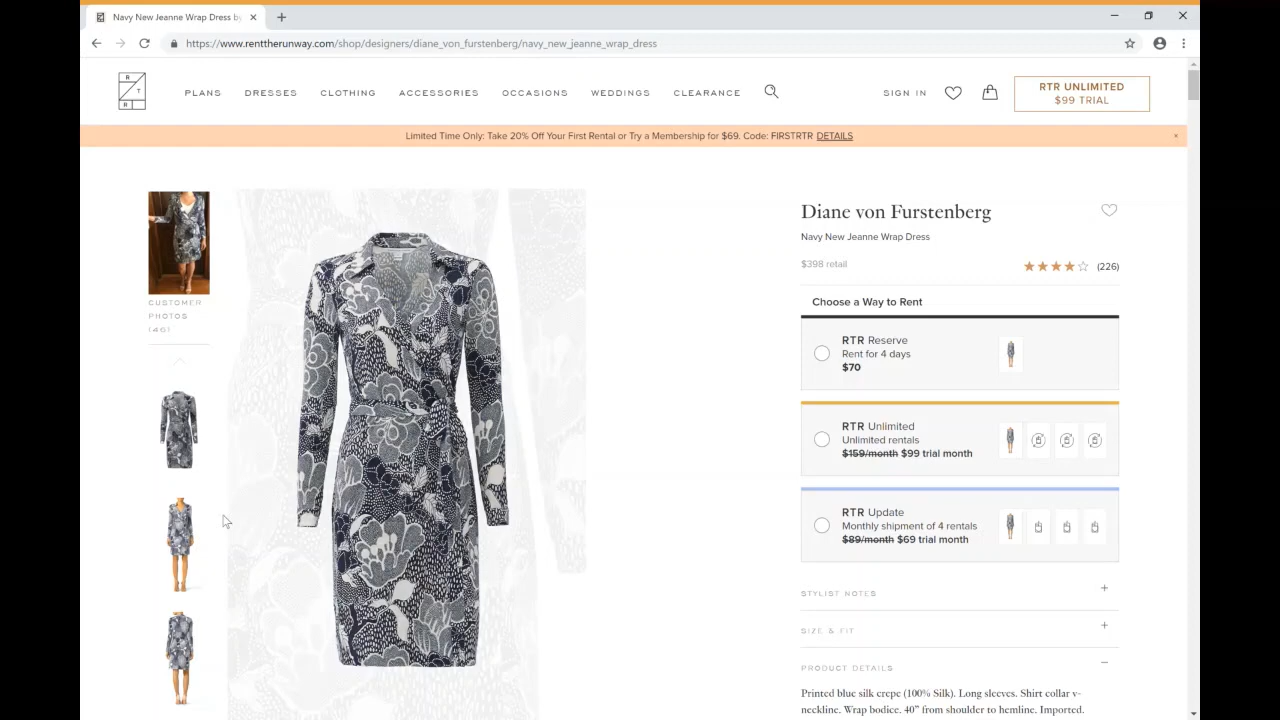 Navy New Jeanne Wrap Dress by
https://www.renttherunway.com/shop/designers/diane_von_furstenberg/navy_new_jeanne_wrap_dress
R
T
R
PLANS
DRESSES
CLOTHING
ACCESSORIES
OCCASIONS
WEDDINGS
CLEARANCE
SIGN IN
RTR UNLIMITED
$99 TRIAL
Limited Time Only: Take 20% Off Your First Rental or Try a Membership for $69. Code: FIRSTRTR DETAILS
CUSTOMER
PHOTOS
(46)
Diane von Furstenberg
Navy New Jeanne Wrap Dress
$398 retail
(226)
Choose a Way to Rent
RTR Reserve
Rent for 4 days
$70
RTR Unlimited
Unlimited rentals
$159/month $99 trial month
RTR Update
Monthly shipment of 4 rentals
$89/month $69 trial month
STYLIST NOTES
SIZE & FIT
PRODUCT DETAILS
Printed blue silk crepe (100% Silk). Long sleeves. Shirt collar v-
neckline. Wrap bodice. 40" from shoulder to hemline. Imported.